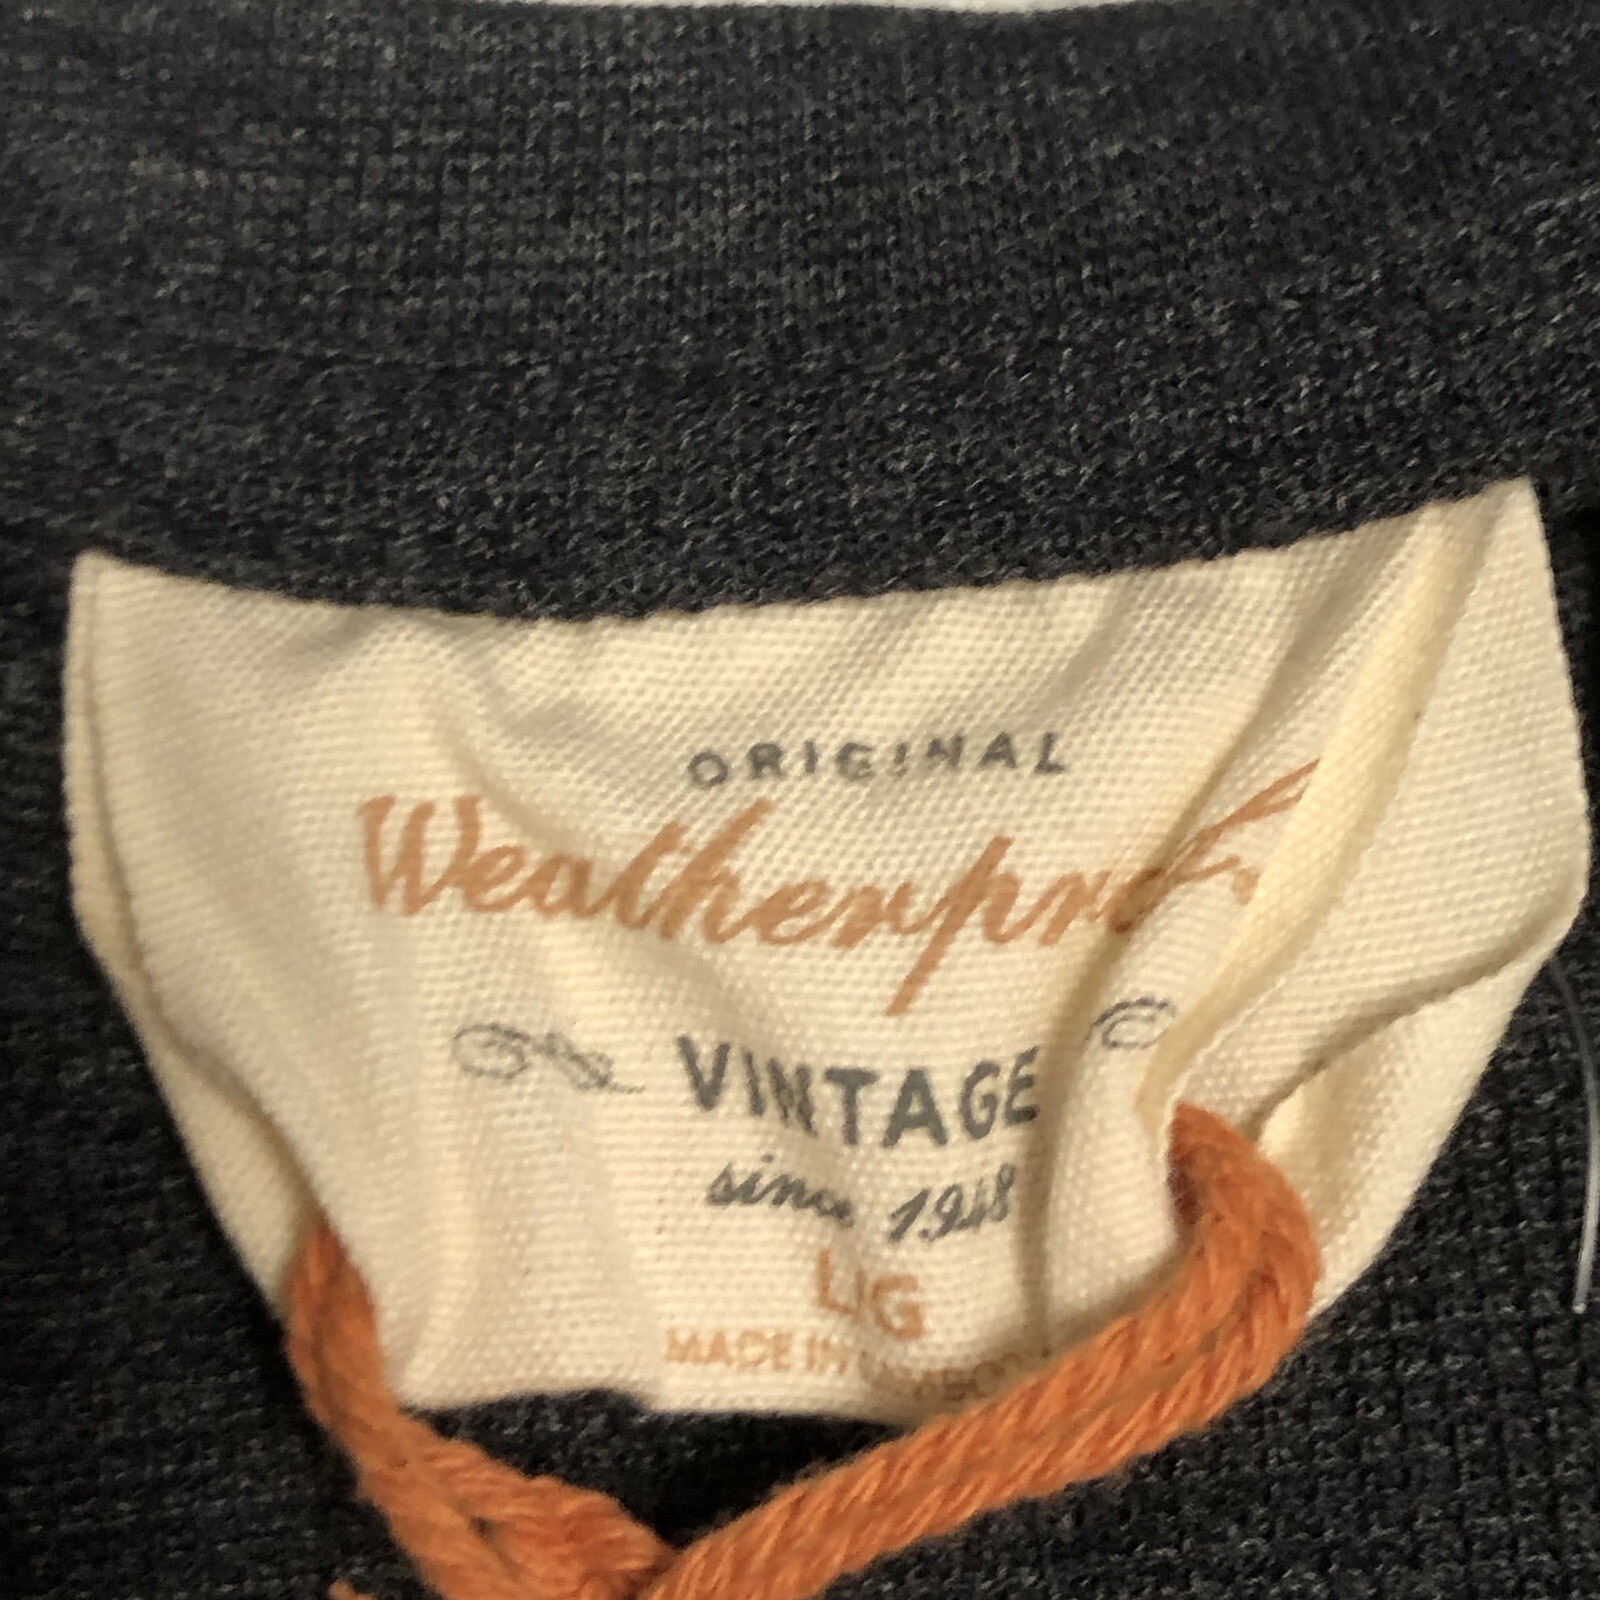 ORIGINAL
Weatherproof
VINTAGE
since 1948
L/G
MADE IN